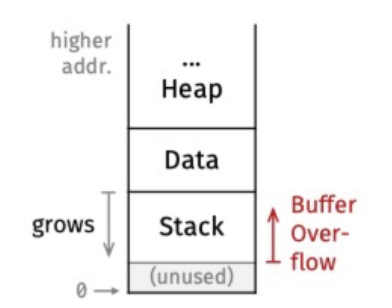 higher
addr.
...
Heap
Data
grows
Stack
Buffer
Over-
flow
(unused)
0